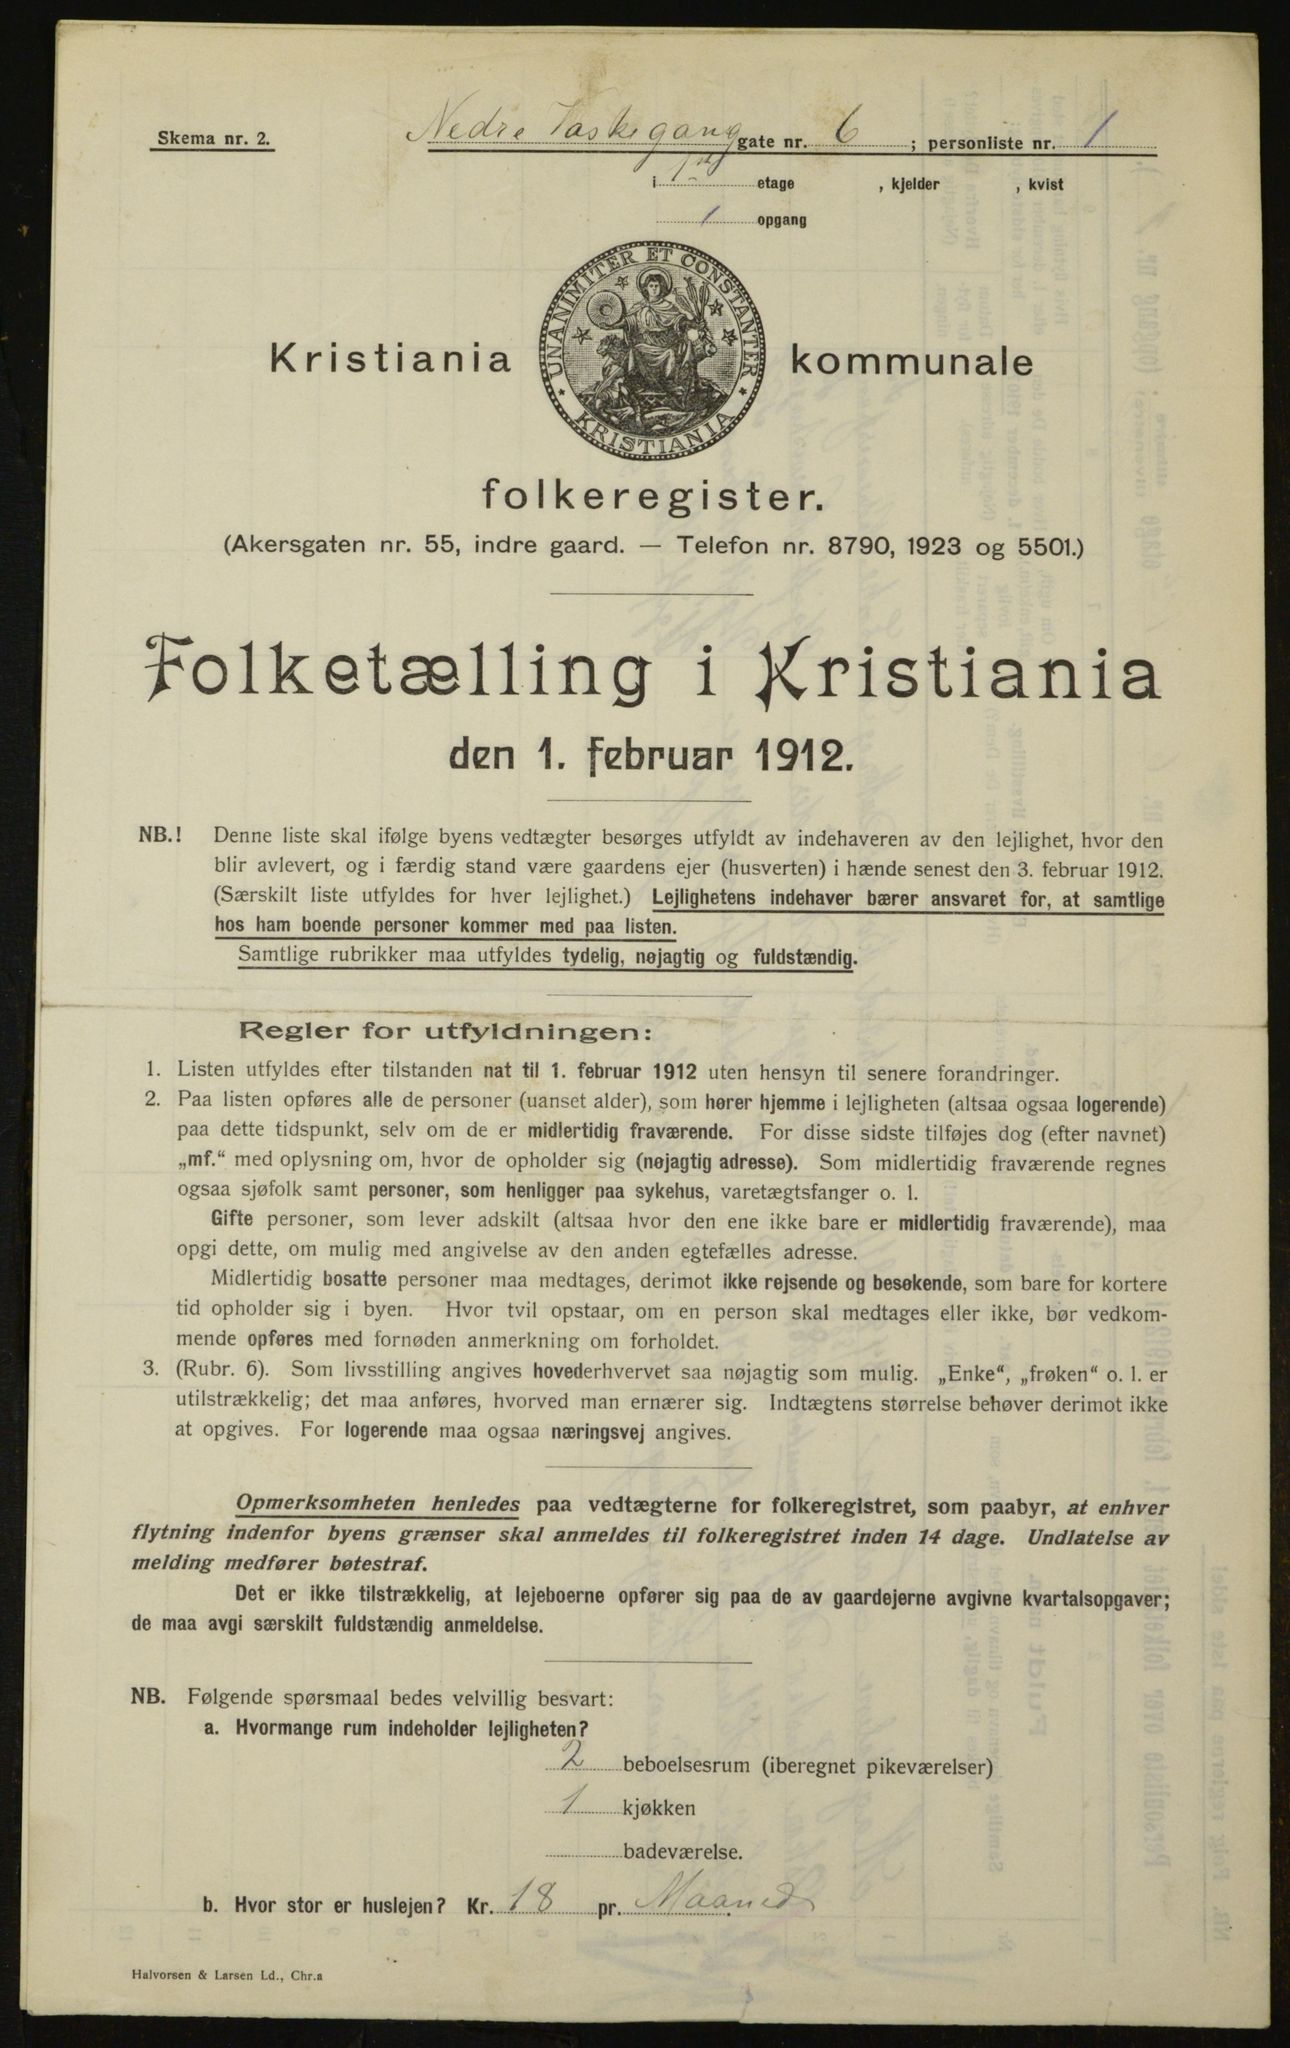 Skema nr. 2.
Nedre Vaskegang gate nr. 6 ; personliste nr. 1
i 1ste etage , kjelder , kvist
1 opgang
UNANIMITER ET CONSTANTER
KRISTIANIA
Kristiania kommunale
folkeregister.
(Akersgaten nr. 55, indre gaard. — Telefon nr. 8790, 1923 og 5501.)
Folketælling i Kristiania
den 1. februar 1912.
NB.! Denne liste skal ifølge byens vedtægter besørges utfyldt av indehaveren av den lejlighet, hvor den
blir avlevert, og i færdig stand være gaardens ejer (husverten) i hænde senest den 3. februar 1912.
(Særskilt liste utfyldes for hver lejlighet.) Lejlighetens indehaver bærer ansvaret for, at samtlige
hos ham boende personer kommer med paa listen.
Samtlige rubrikker maa utfyldes tydelig, nøjagtig og fuldstændig.
Regler for utfyldningen:
1. Listen utfyldes efter tilstanden nat til 1. februar 1912 uten hensyn til senere forandringer.
2. Paa listen opføres alle de personer (uanset alder), som hører hjemme i lejligheten (altsaa ogsaa logerende)
paa dette tidspunkt, selv om de er midlertidig fraværende. For disse sidste tilføjes dog (efter navnet)
„mf.“ med oplysning om, hvor de opholder sig (nøjagtig adresse). Som midlertidig fraværende regnes
ogsaa sjøfolk samt personer, som henligger paa sykehus, varetægtsfanger o. l.
Gifte personer, som lever adskilt (altsaa hvor den ene ikke bare er midlertidig fraværende), maa
opgi dette, om mulig med angivelse av den anden egtefælles adresse.
Midlertidig bosatte personer maa medtages, derimot ikke rejsende og besøkende, som bare for kortere
tid opholder sig i byen. Hvor tvil opstaar, om en person skal medtages eller ikke, bør vedkom-
mende opføres med fornøden anmerkning om forholdet.
3. (Rubr. 6). Som livsstilling angives hovederhvervet saa nøjagtig som mulig. „Enke“, „frøken“ o. l. er
utilstrækkelig; det maa anføres, hvorved man ernærer sig. Indtægtens størrelse behøver derimot ikke
at opgives. For logerende maa ogsaa næringsvej angives.
Opmerksomheten henledes paa vedtægterne for folkeregistret, som paabyr, at enhver
flytning indenfor byens grænser skal anmeldes til folkeregistret inden 14 dage. Undlatelse av
melding medfører bøtestraf.
Det er ikke tilstrækkelig, at lejeboerne opfører sig paa de av gaardejerne avgivne kvartalsopgaver;
de maa avgi særskilt fuldstændig anmeldelse.
NB. Følgende spørsmaal bedes velvillig besvart:
a. Hvormange rum indeholder lejligheten?
2 beboelsesrum (iberegnet pikeværelser)
1 kjøkken
badeværelse.
b. Hvor stor er huslejen? Kr. 18 pr. Maaned
Halvorsen & Larsen Ld., Chr.a